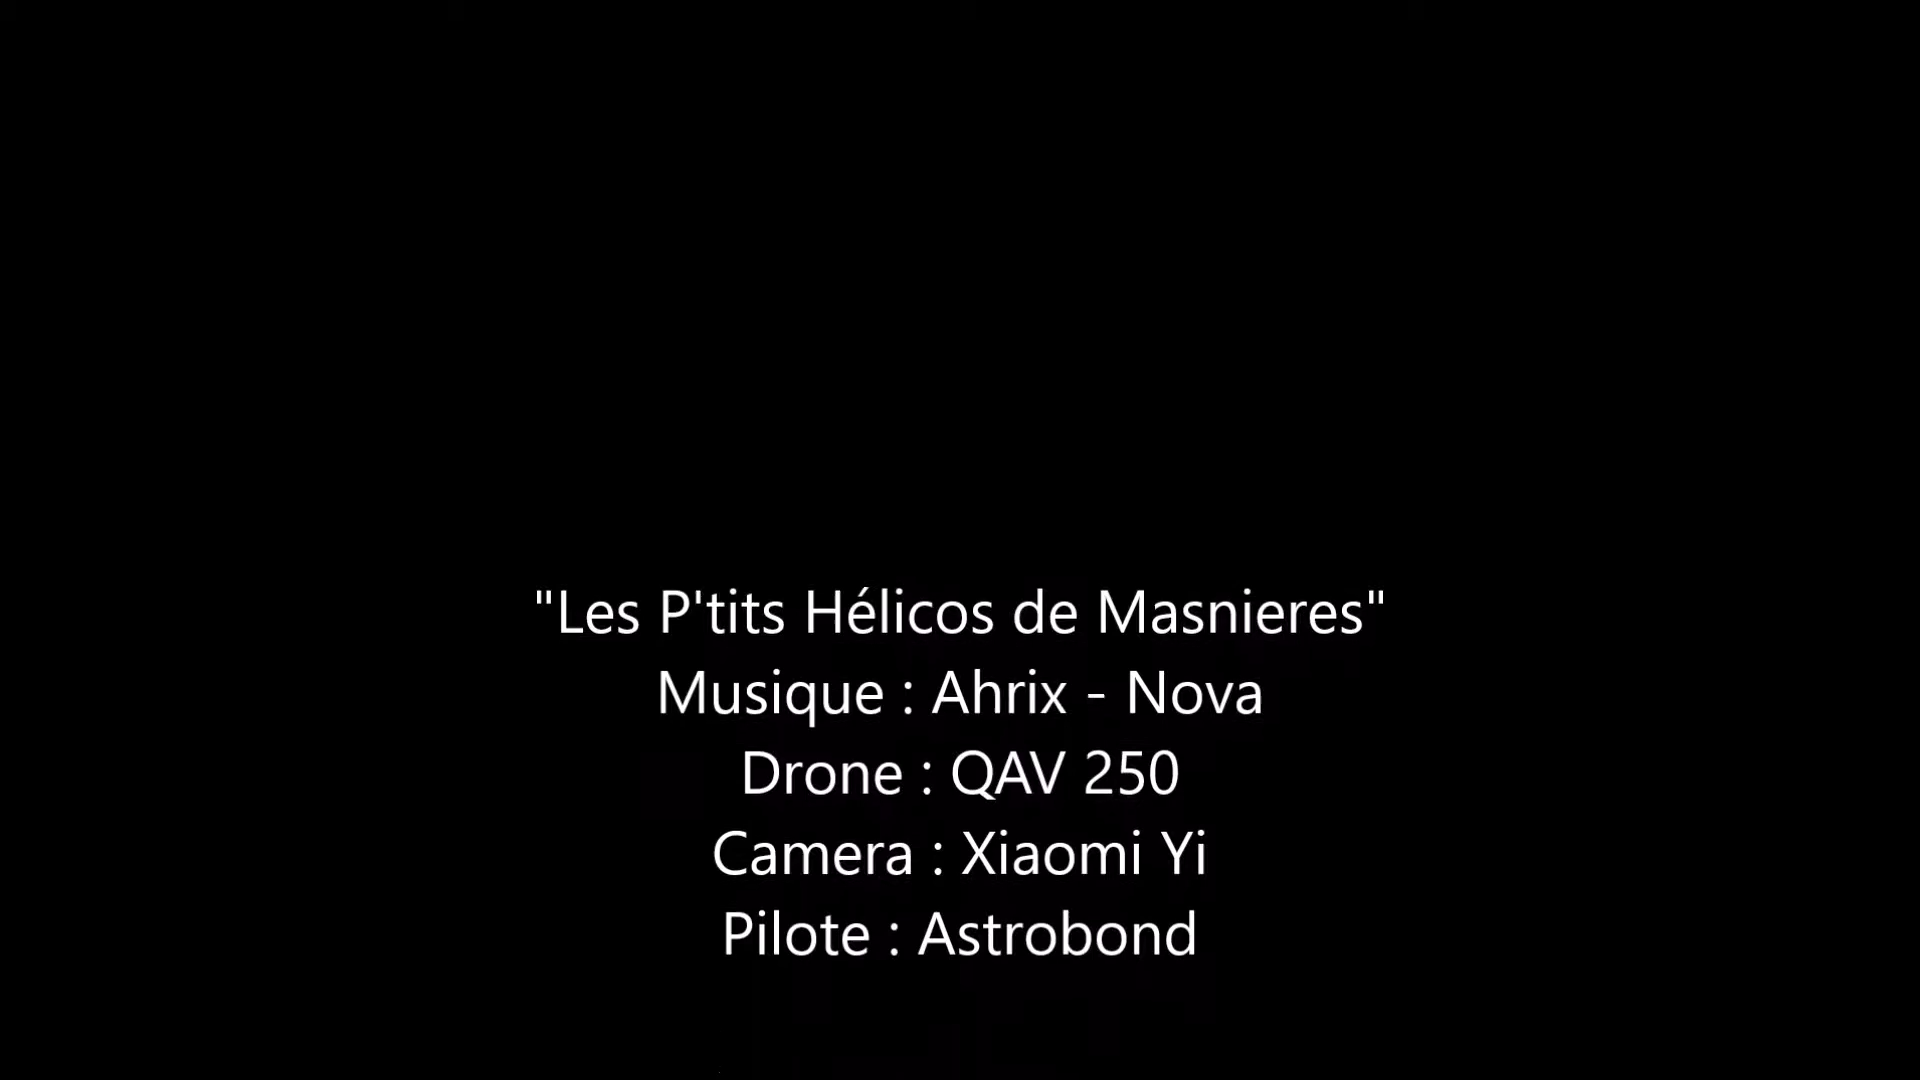 "Les P'tits Hélicos de Masnieres"
Musique : Ahrix - Nova
Drone : QAV 250
Camera : Xiaomi Yi
Pilote : Astrobond